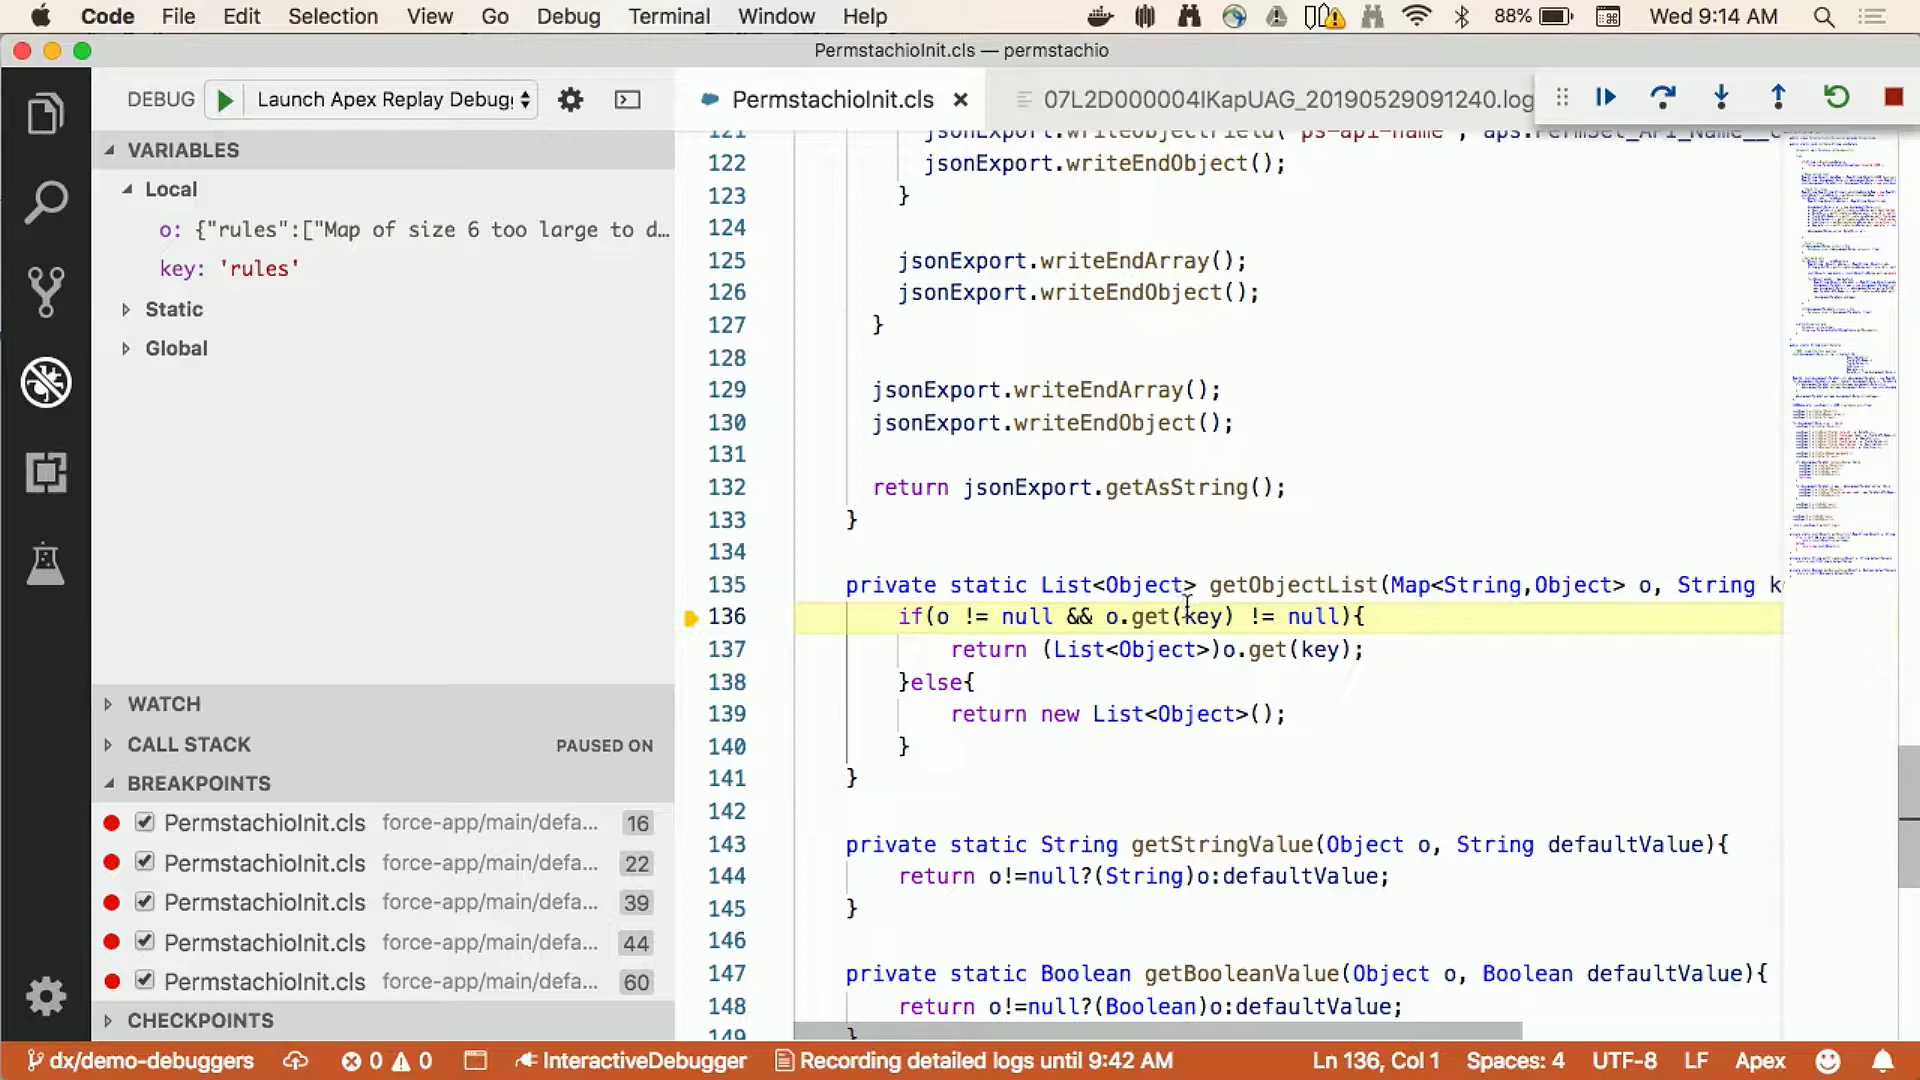 Code File Edit Selection View Go Debug Terminal Window Help 88% Wed 9:14 AM
PermstachioInit.cls — permstachio
DEBUG Launch Apex Replay Debug
PermstachioInit.cls
07L2D000004IKapUAG_20190529091240.log
VARIABLES
Local
o: {"rules":["Map of size 6 too large to d…
key: 'rules'
Static
Global
WATCH
CALL STACK PAUSED ON
BREAKPOINTS
PermstachioInit.cls force-app/main/defa... 16
PermstachioInit.cls force-app/main/defa... 22
PermstachioInit.cls force-app/main/defa... 39
PermstachioInit.cls force-app/main/defa... 44
PermstachioInit.cls force-app/main/defa... 60
CHECKPOINTS
121 jsonExport.writeObjectField('ps-api-name', aps.PermSet_API_Name__c
122 jsonExport.writeEndObject();
123 }
124
125 jsonExport.writeEndArray();
126 jsonExport.writeEndObject();
127 }
128
129 jsonExport.writeEndArray();
130 jsonExport.writeEndObject();
131
132 return jsonExport.getAsString();
133 }
134
135 private static List<Object> getObjectList(Map<String,Object> o, String k
136 if(o != null && o.get(key) != null){
137 return (List<Object>)o.get(key);
138 }else{
139 return new List<Object>();
140 }
141 }
142
143 private static String getStringValue(Object o, String defaultValue){
144 return o!=null?(String)o:defaultValue;
145 }
146
147 private static Boolean getBooleanValue(Object o, Boolean defaultValue){
148 return o!=null?(Boolean)o:defaultValue;
149 }
dx/demo-debuggers 0 0 InteractiveDebugger Recording detailed logs until 9:42 AM Ln 136, Col 1 Spaces: 4 UTF-8 LF Apex